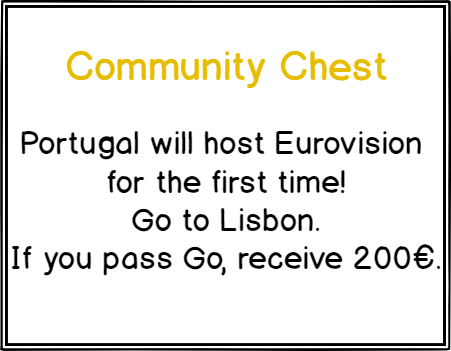 Community Chest
Portugal will host Eurovision
for the first time!
Go to Lisbon.
If you pass Go, receive 200€.